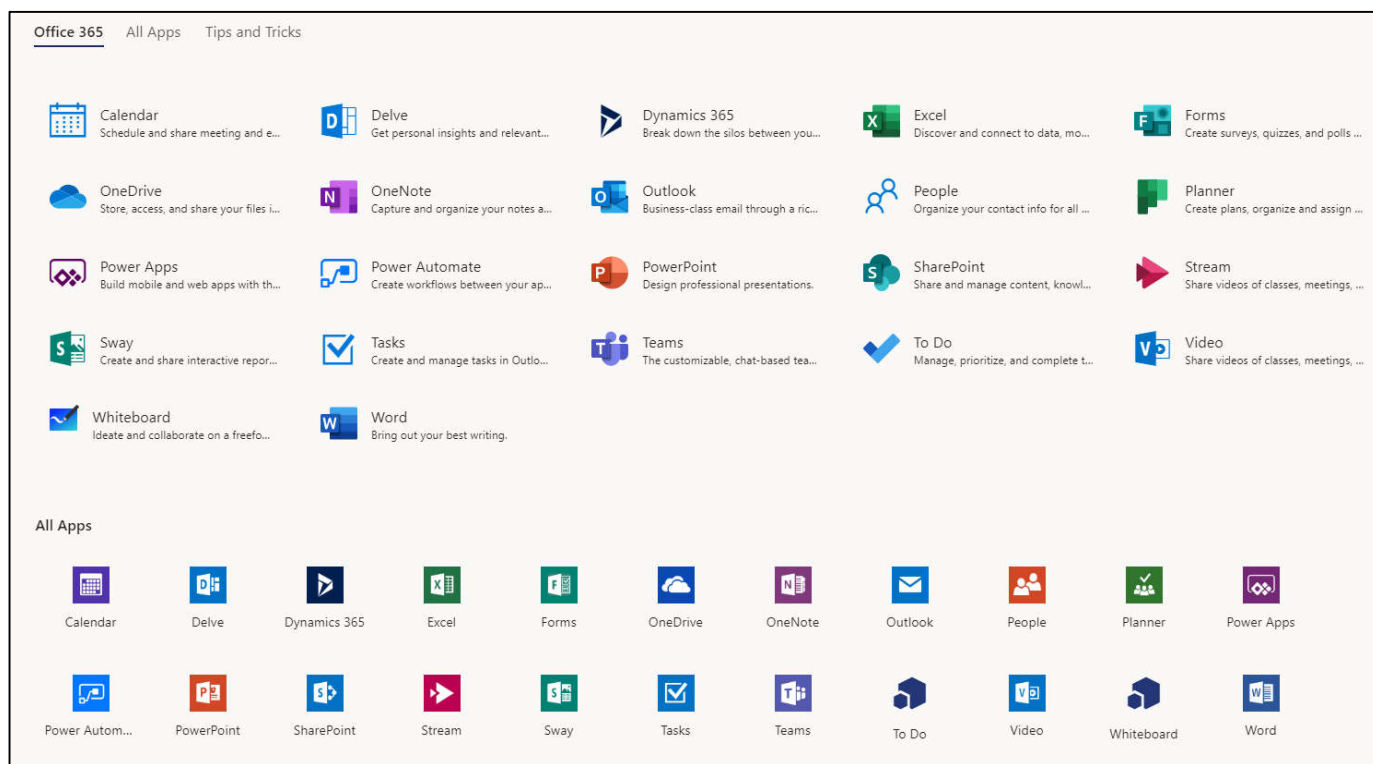 Office 365 All Apps Tips and Tricks
Calendar
Schedule and share meeting and e...
Delve
Get personal insights and relevant...
Dynamics 365
Break down the silos between you...
Excel
Discover and connect to data, mo...
Forms
Create surveys, quizzes, and polls ...
OneDrive
Store, access, and share your files i...
OneNote
Capture and organize your notes a...
Outlook
Business-class email through a ric...
People
Organize your contact info for all ...
Planner
Create plans, organize and assign ...
Power Apps
Build mobile and web apps with th...
Power Automate
Create workflows between your ap...
PowerPoint
Design professional presentations.
SharePoint
Share and manage content, knowl...
Stream
Share videos of classes, meetings, ...
Sway
Create and share interactive repor...
Tasks
Create and manage tasks in Outlo...
Teams
The customizable, chat-based tea...
To Do
Manage, prioritize, and complete t...
Video
Share videos of classes, meetings, ...
Whiteboard
Ideate and collaborate on a freefo...
Word
Bring out your best writing.
All Apps
Calendar Delve Dynamics 365 Excel Forms OneDrive OneNote Outlook People Planner Power Apps
Power Autom... PowerPoint SharePoint Stream Sway Tasks Teams To Do Video Whiteboard Word